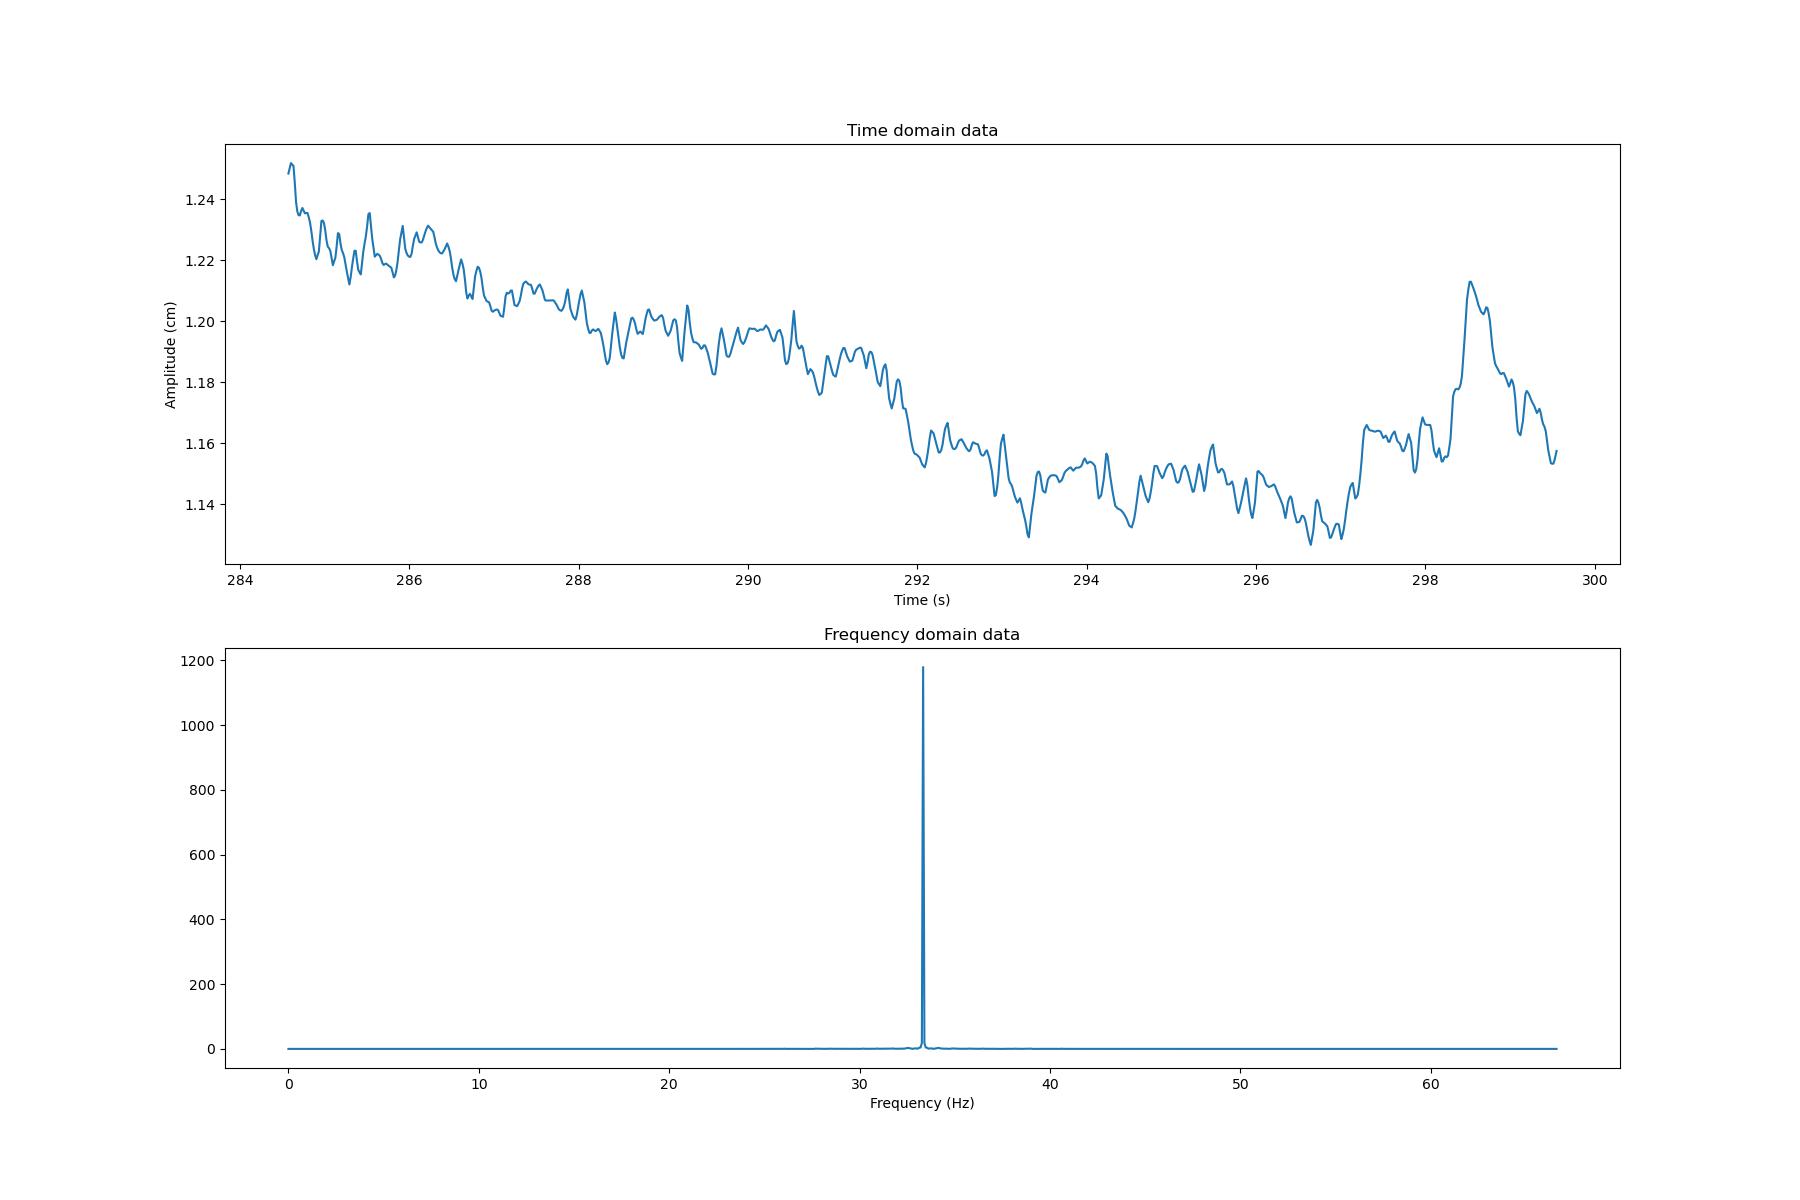 Time domain data
1.24
1.22
1.20
1.18
1.16
1.14
Amplitude (cm)
284 286 288 290 292 294 296 298 300
Time (s)
Frequency domain data
1200
1000
800
600
400
200
0
0 10 20 30 40 50 60
Frequency (Hz)